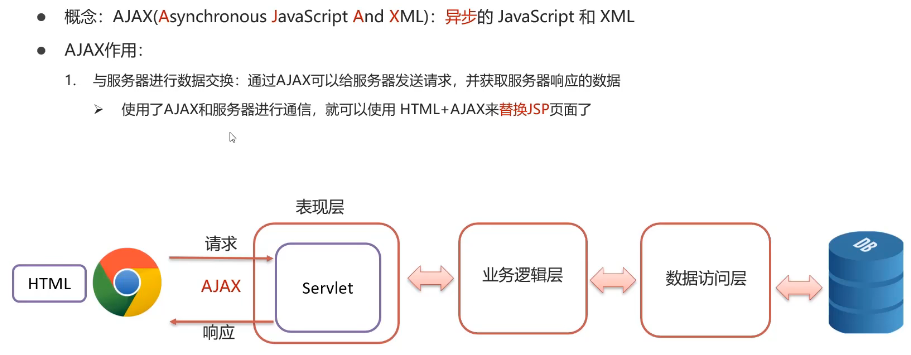 ● 概念：AJAX(Asynchronous JavaScript And XML)：异步的 JavaScript 和 XML
● AJAX作用：
1. 与服务器进行数据交换：通过AJAX可以给服务器发送请求，并获取服务器响应的数据
➢ 使用了AJAX和服务器进行通信，就可以使用 HTML+AJAX来替换JSP页面了
表现层
请求
HTML
AJAX
Servlet
业务逻辑层
数据访问层
DB
响应